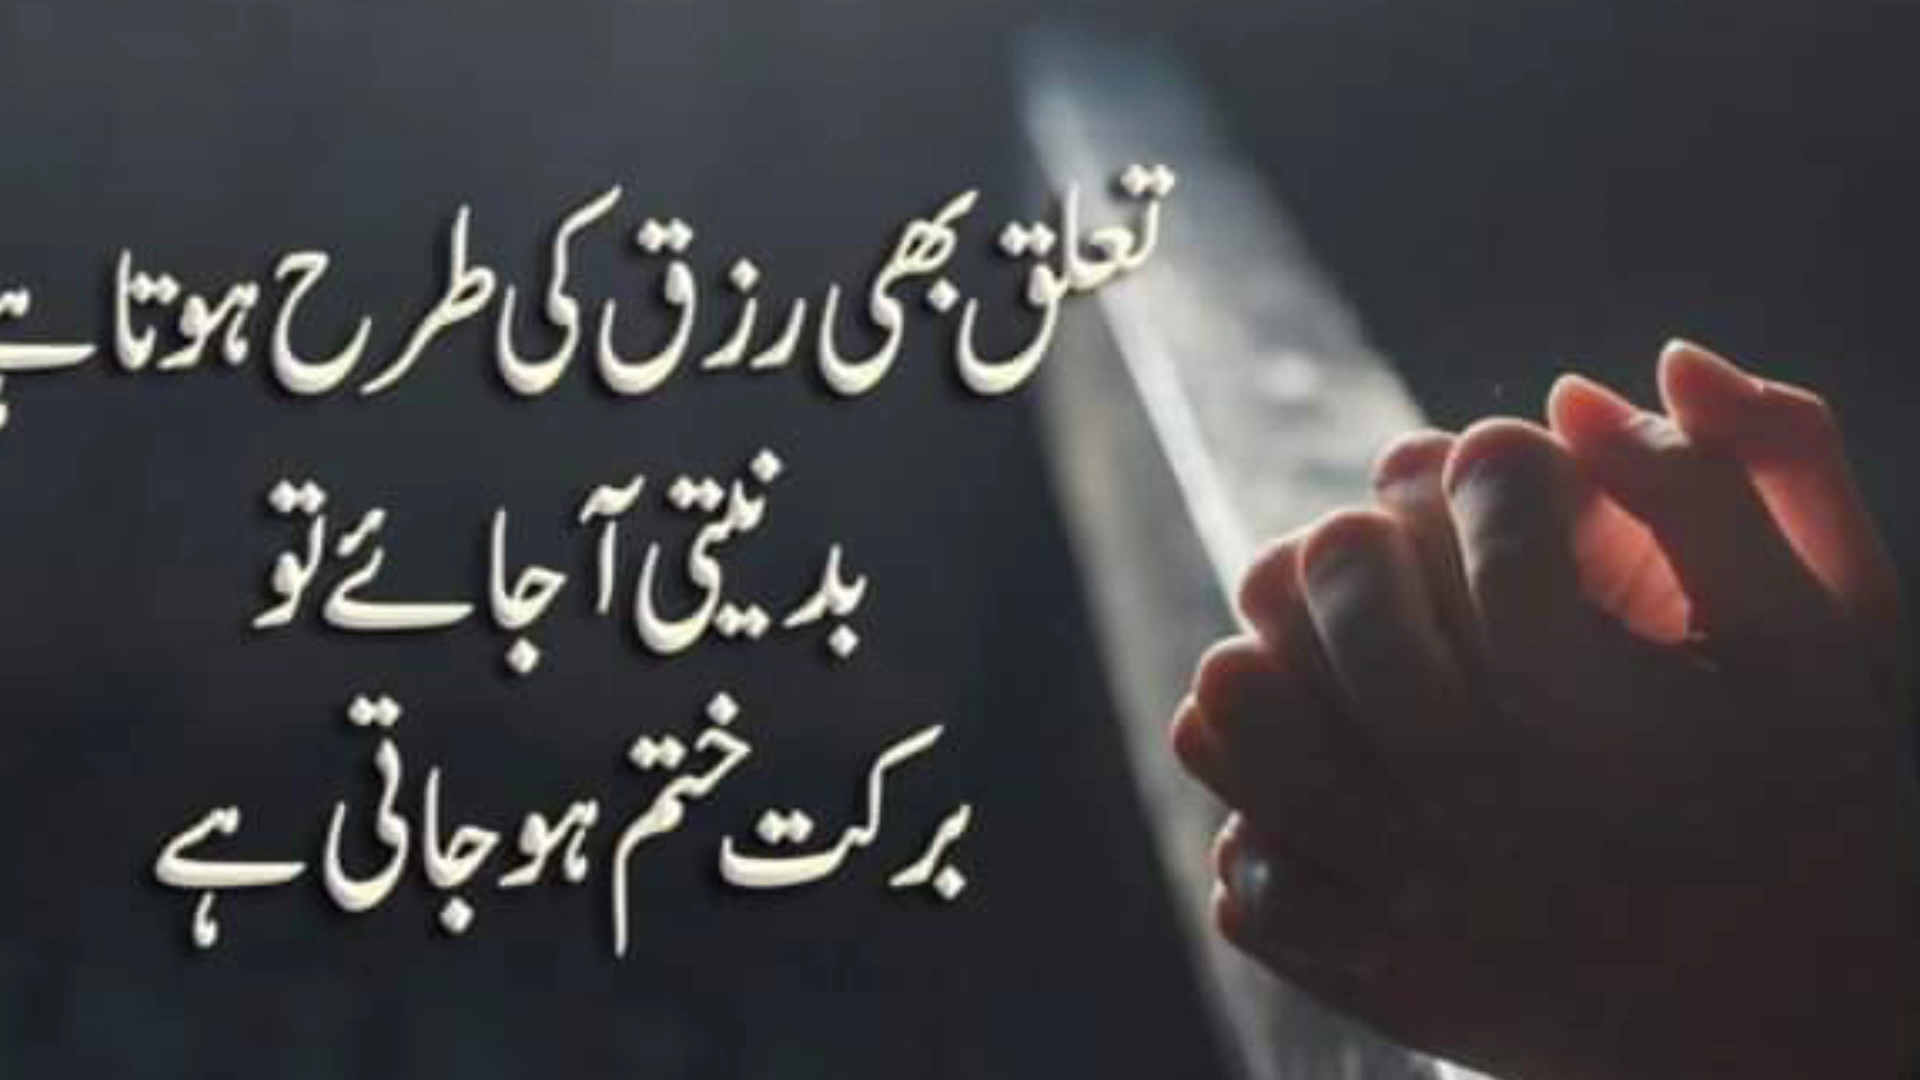 تعلق بھی رزق کی طرح ہوتا ہے
بد نیتی آ جائے تو
برکت ختم ہو جاتی ہے